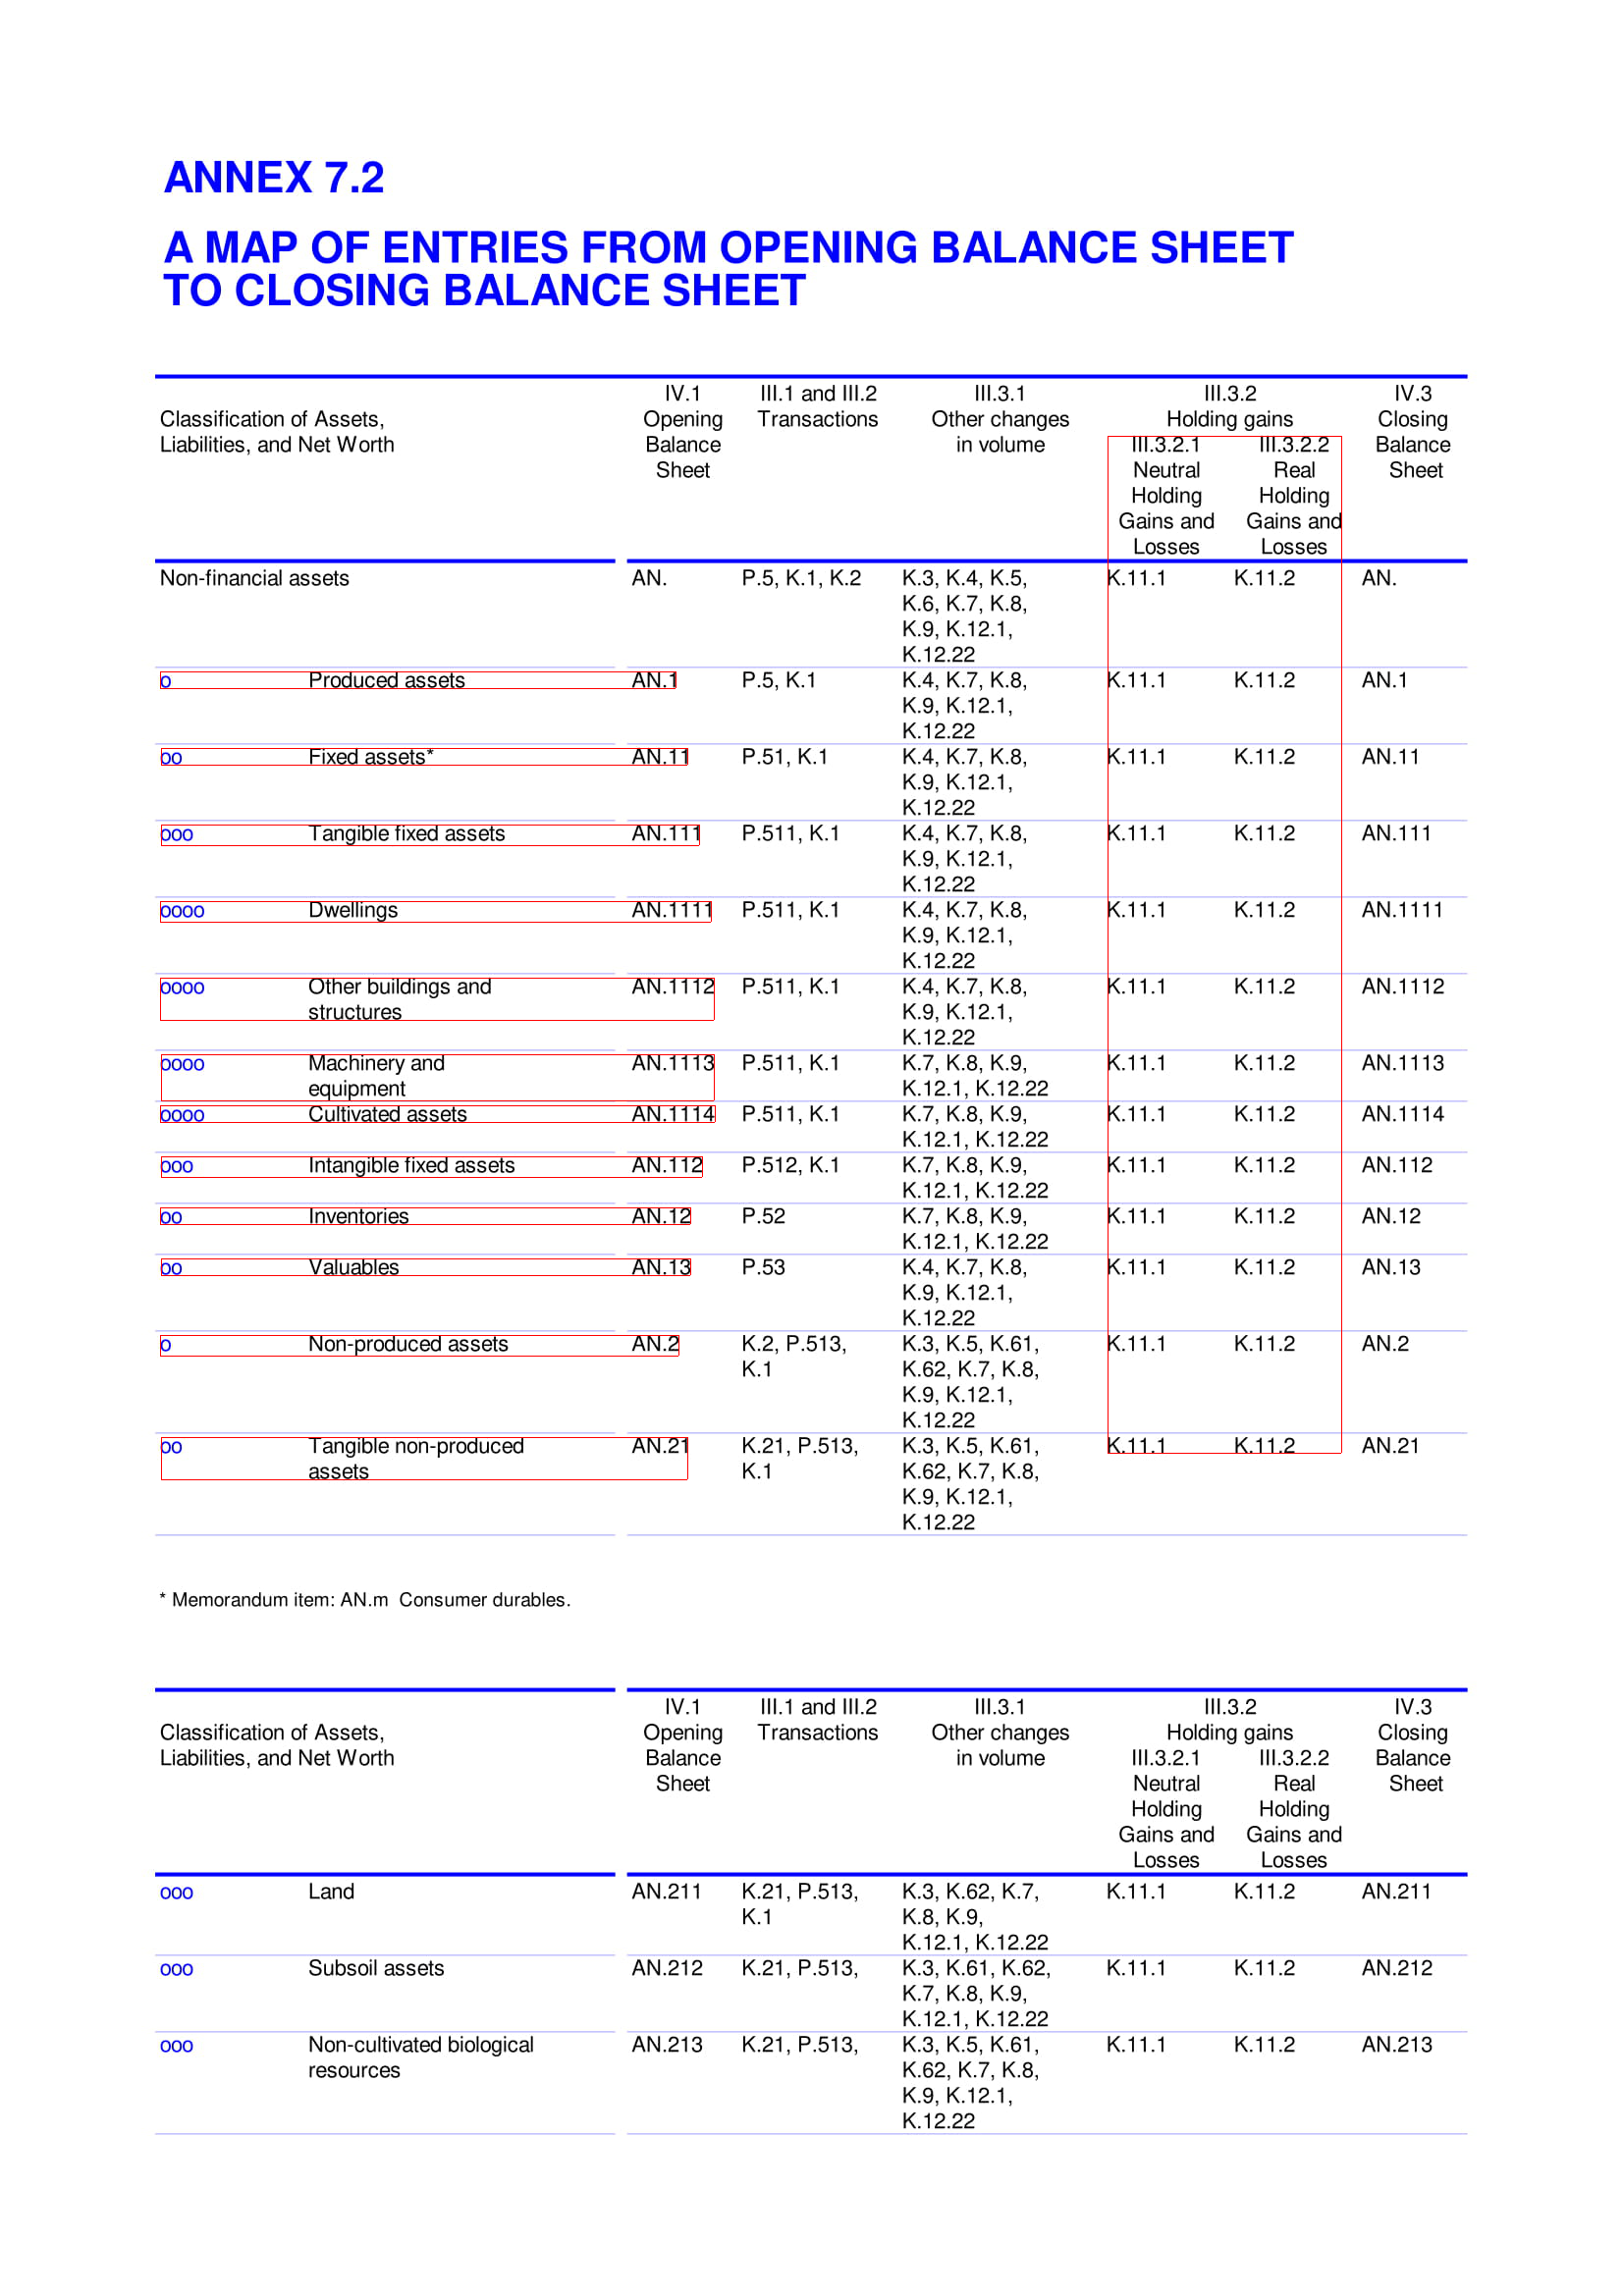 ANNEX 7.2
A MAP OF ENTRIES FROM OPENING BALANCE SHEET
TO CLOSING BALANCE SHEET
IV.1 III.1 and III.2 III.3.1 III.3.2 IV.3
Classification of Assets, Opening Transactions Other changes Holding gains Closing
Liabilities, and Net Worth Balance in volume III.3.2.1 III.3.2.2 Balance
Sheet Neutral Real Sheet
Holding Holding
Gains and Gains and
Losses Losses
Non-financial assets AN. P.5, K.1, K.2 K.3, K.4, K.5, K.11.1 K.11.2 AN.
K.6, K.7, K.8,
K.9, K.12.1,
K.12.22
o Produced assets AN.1 P.5, K.1 K.4, K.7, K.8, K.11.1 K.11.2 AN.1
K.9, K.12.1,
K.12.22
oo Fixed assets* AN.11 P.51, K.1 K.4, K.7, K.8, K.11.1 K.11.2 AN.11
K.9, K.12.1,
K.12.22
ooo Tangible fixed assets AN.111 P.511, K.1 K.4, K.7, K.8, K.11.1 K.11.2 AN.111
K.9, K.12.1,
K.12.22
oooo Dwellings AN.1111 P.511, K.1 K.4, K.7, K.8, K.11.1 K.11.2 AN.1111
K.9, K.12.1,
K.12.22
oooo Other buildings and AN.1112 P.511, K.1 K.4, K.7, K.8, K.11.1 K.11.2 AN.1112
structures K.9, K.12.1,
K.12.22
oooo Machinery and AN.1113 P.511, K.1 K.7, K.8, K.9, K.11.1 K.11.2 AN.1113
equipment K.12.1, K.12.22
oooo Cultivated assets AN.1114 P.511, K.1 K.7, K.8, K.9, K.11.1 K.11.2 AN.1114
K.12.1, K.12.22
ooo Intangible fixed assets AN.112 P.512, K.1 K.7, K.8, K.9, K.11.1 K.11.2 AN.112
K.12.1, K.12.22
oo Inventories AN.12 P.52 K.7, K.8, K.9, K.11.1 K.11.2 AN.12
K.12.1, K.12.22
oo Valuables AN.13 P.53 K.4, K.7, K.8, K.11.1 K.11.2 AN.13
K.9, K.12.1,
K.12.22
o Non-produced assets AN.2 K.2, P.513, K.3, K.5, K.61, K.11.1 K.11.2 AN.2
K.1 K.62, K.7, K.8,
K.9, K.12.1,
K.12.22
oo Tangible non-produced AN.21 K.21, P.513, K.3, K.5, K.61, K.11.1 K.11.2 AN.21
assets K.1 K.62, K.7, K.8,
K.9, K.12.1,
K.12.22
* Memorandum item: AN.m Consumer durables.
IV.1 III.1 and III.2 III.3.1 III.3.2 IV.3
Classification of Assets, Opening Transactions Other changes Holding gains Closing
Liabilities, and Net Worth Balance in volume III.3.2.1 III.3.2.2 Balance
Sheet Neutral Real Sheet
Holding Holding
Gains and Gains and
Losses Losses
ooo Land AN.211 K.21, P.513, K.3, K.62, K.7, K.11.1 K.11.2 AN.211
K.1 K.8, K.9,
K.12.1, K.12.22
ooo Subsoil assets AN.212 K.21, P.513, K.3, K.61, K.62, K.11.1 K.11.2 AN.212
K.7, K.8, K.9,
K.12.1, K.12.22
ooo Non-cultivated biological AN.213 K.21, P.513, K.3, K.5, K.61, K.11.1 K.11.2 AN.213
resources K.62, K.7, K.8,
K.9, K.12.1,
K.12.22